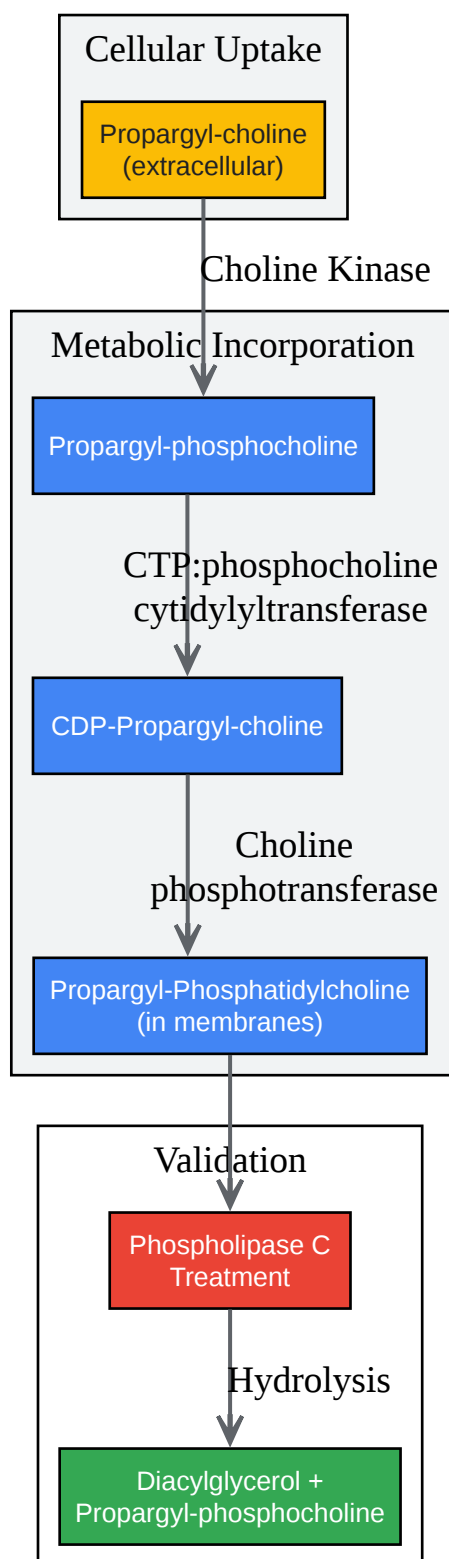 Cellular Uptake
Propargyl-choline
(extracellular)
Choline Kinase
Metabolic Incorporation
Propargyl-phosphocholine
CTP:phosphocholine
cytidylyltransferase
CDP-Propargyl-choline
Choline
phosphotransferase
Propargyl-Phosphatidylcholine
(in membranes)
Validation
Phospholipase C
Treatment
Hydrolysis
Diacylglycerol +
Propargyl-phosphocholine